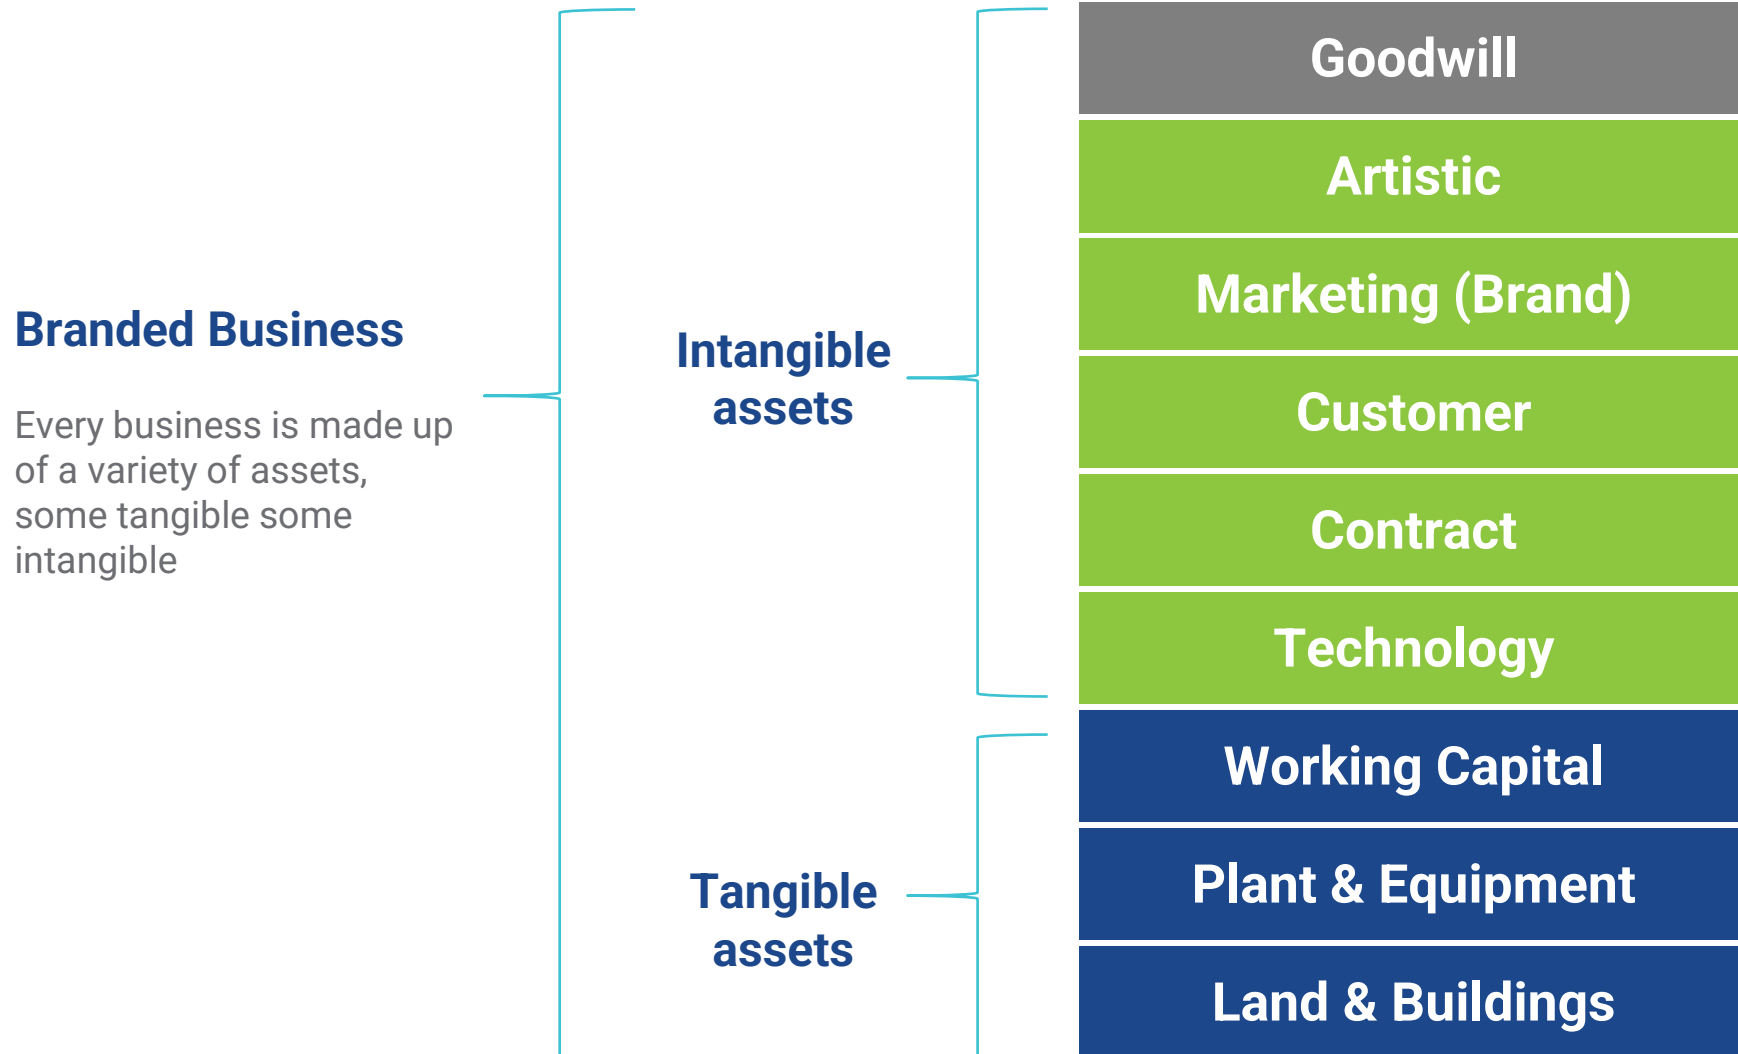 Branded Business
Every business is made up
of a variety of assets,
some tangible some
intangible
Intangible
assets
Goodwill
Artistic
Marketing (Brand)
Customer
Contract
Technology
Tangible
assets
Working Capital
Plant & Equipment
Land & Buildings